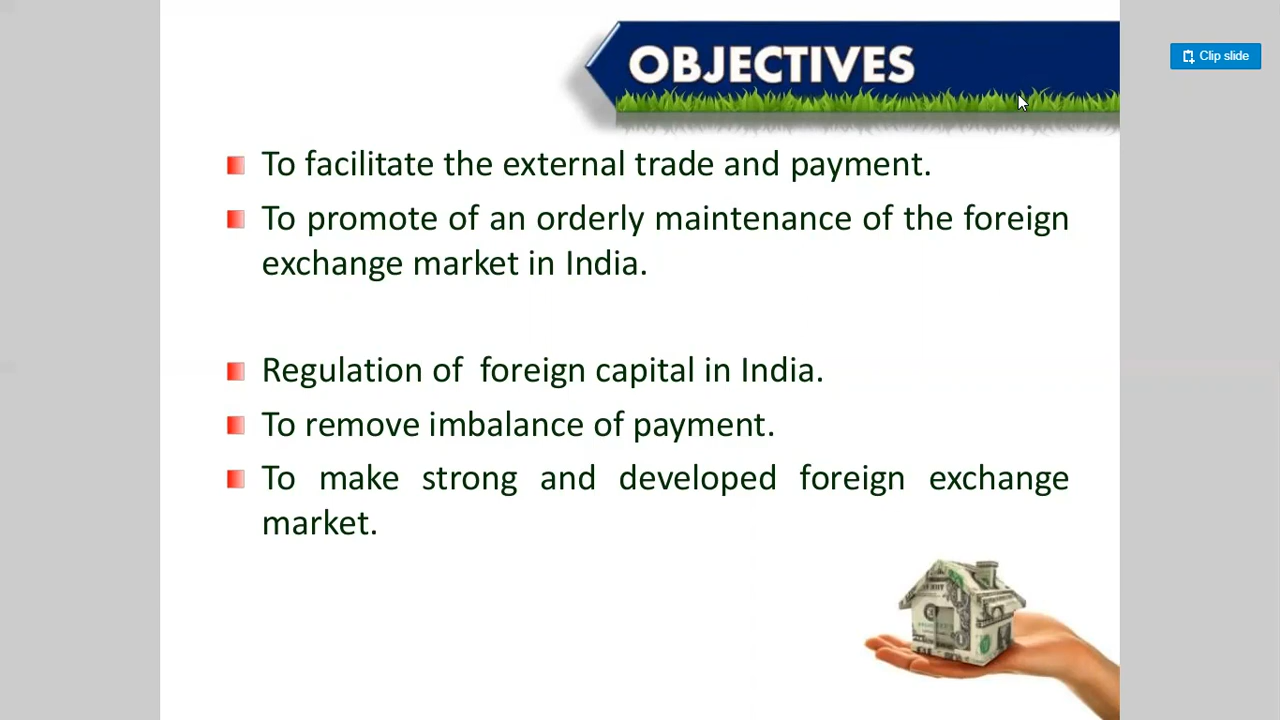 OBJECTIVES
Clip slide
To facilitate the external trade and payment.
To promote of an orderly maintenance of the foreign
exchange market in India.
Regulation of foreign capital in India.
To remove imbalance of payment.
To make strong and developed foreign exchange
market.